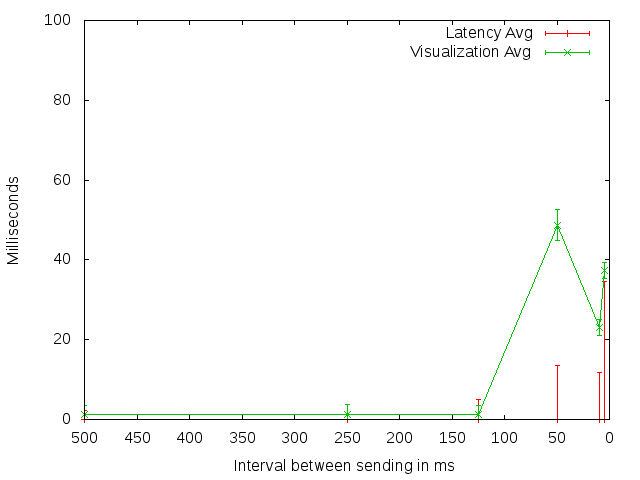 100
Latency Avg
Visualization Avg
80
60
Milliseconds
40
20
0
500 450 400 350 300 250 200 150 100 50 0
Interval between sending in ms